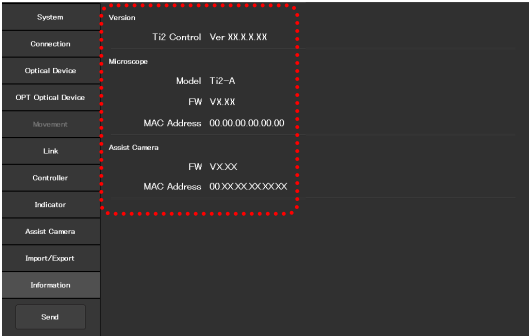 System
Connection
Optical Device
OPT Optical Device
Movement
Link
Controller
Indicator
Assist Camera
Import/Export
Information
Send
Version
Ti2 Control Ver XX.X.X.XX
Microscope
Model Ti2-A
FW VX.XX
MAC Address 00.00.00.00.00.00
Assist Camera
FW VX.XX
MAC Address 00.XX.XX.XX.XX.XX